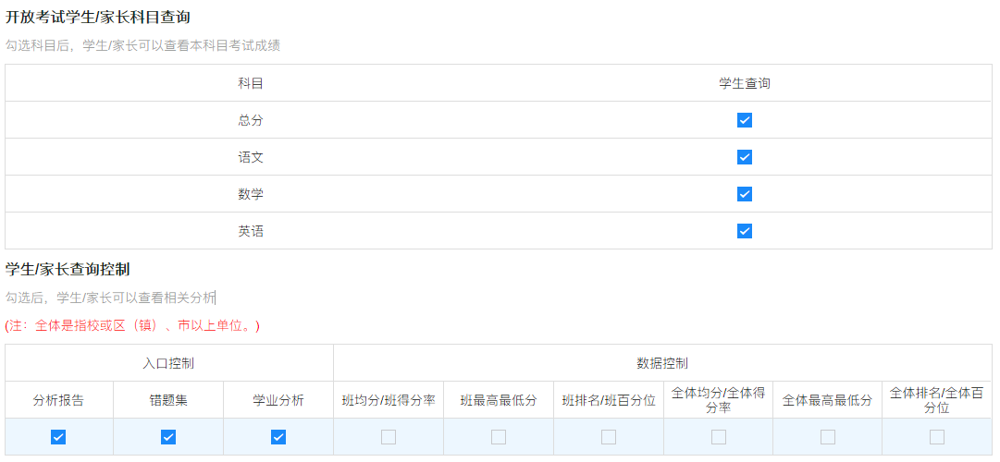 开放考试学生/家长科目查询
勾选科目后，学生/家长可以查看本科目考试成绩
科目 学生查询
总分
语文
数学
英语
学生/家长查询控制
勾选后，学生/家长可以查看相关分析
(注：全体是指校或区（镇）、市以上单位。)
入口控制 数据控制
分析报告 错题集 学业分析 班均分/班得分率 班最高最低分 班排名/班百分位 全体均分/全体得分率 全体最高最低分 全体排名/全体百分位